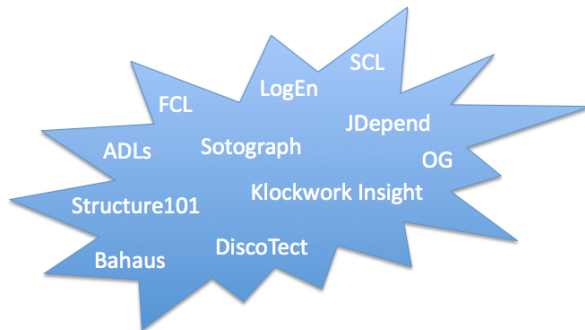 SCL
LogEn
FCL
JDepend
ADLs
Sotograph
OG
Klockwork Insight
Structure101
DiscoTect
Bahaus